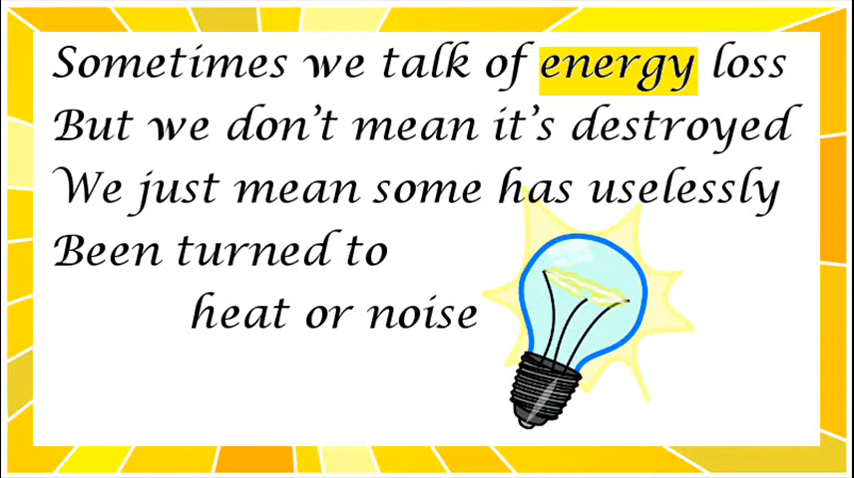 Sometimes we talk of energy loss
But we don't mean it's destroyed
We just mean some has uselessly
Been turned to
heat or noise